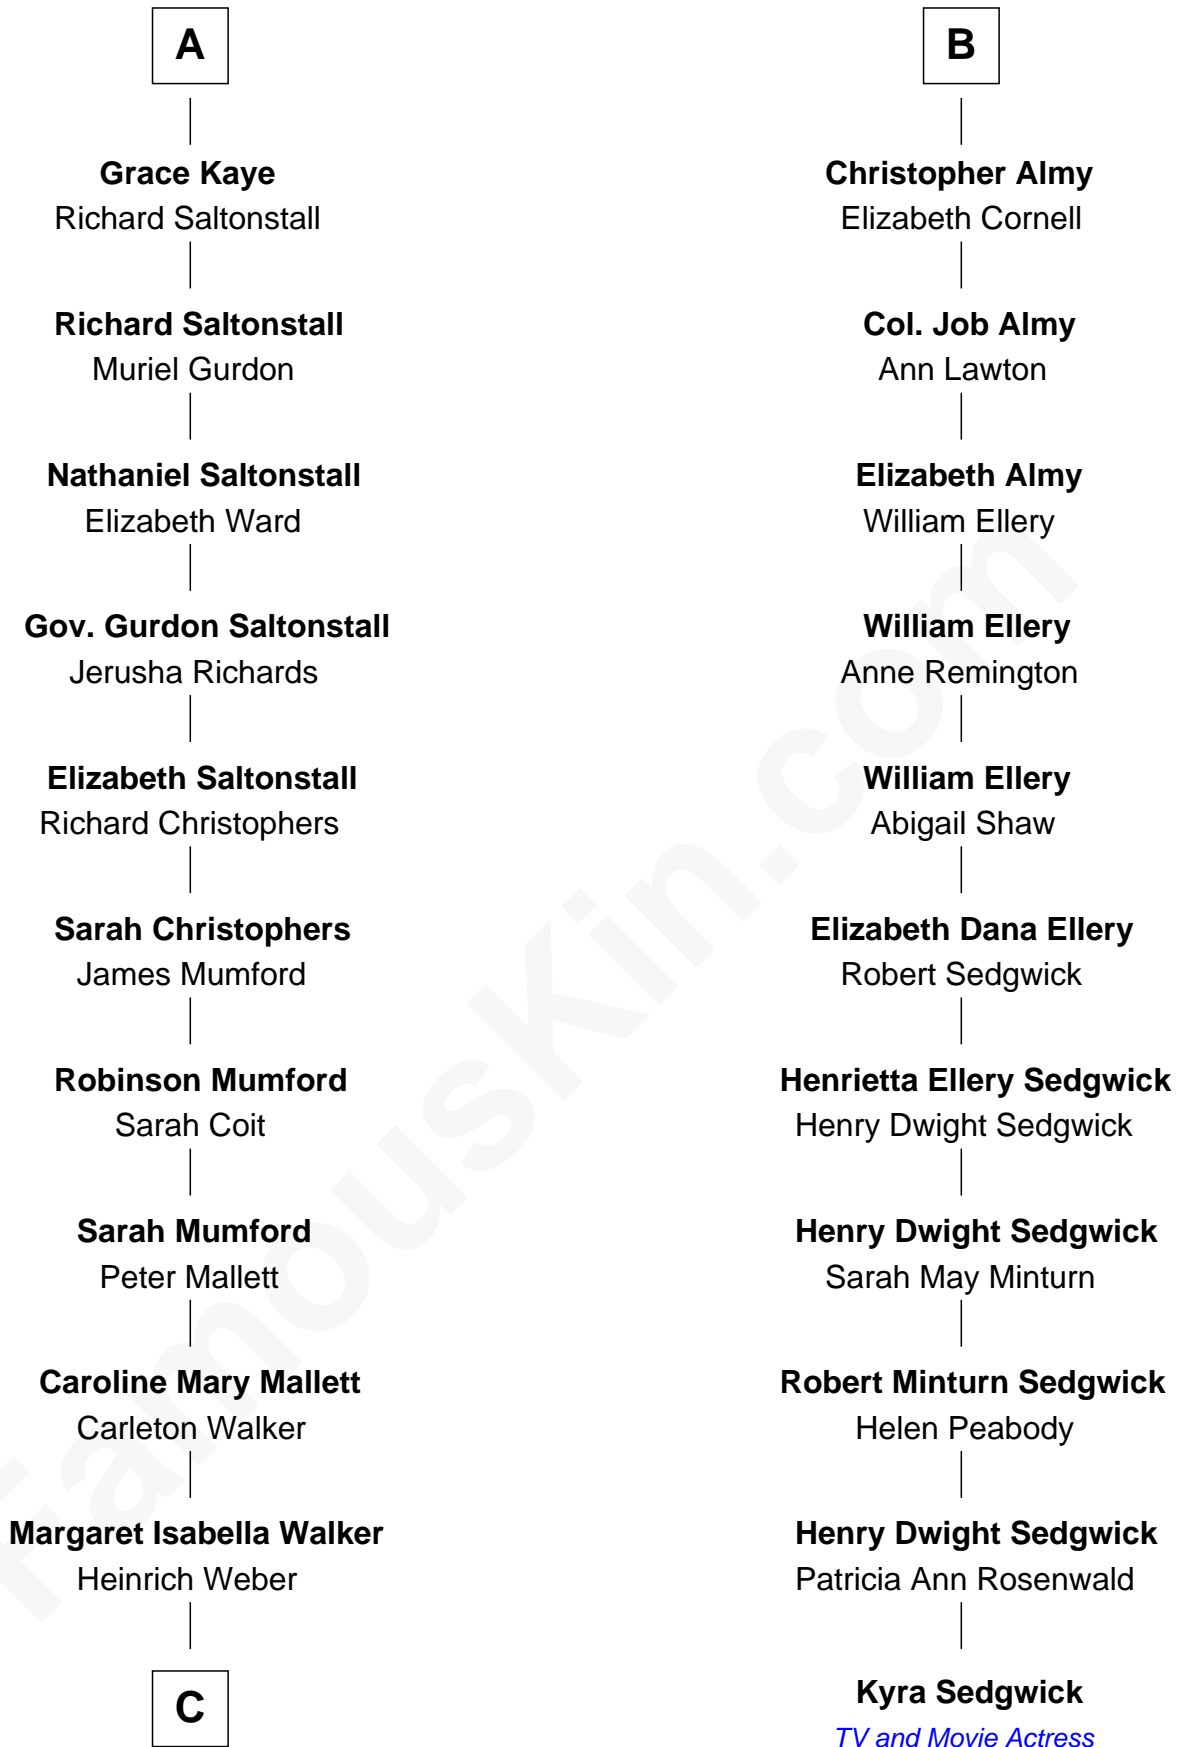 A
Grace Kaye
Richard Saltonstall
Richard Saltonstall
Muriel Gurdon
Nathaniel Saltonstall
Elizabeth Ward
Gov. Gurdon Saltonstall
Jerusha Richards
Elizabeth Saltonstall
Richard Christophers
Sarah Christophers
James Mumford
Robinson Mumford
Sarah Coit
Sarah Mumford
Peter Mallett
Caroline Mary Mallett
Carleton Walker
Margaret Isabella Walker
Heinrich Weber
C
B
Christopher Almy
Elizabeth Cornell
Col. Job Almy
Ann Lawton
Elizabeth Almy
William Ellery
William Ellery
Anne Remington
William Ellery
Abigail Shaw
Elizabeth Dana Ellery
Robert Sedgwick
Henrietta Ellery Sedgwick
Henry Dwight Sedgwick
Henry Dwight Sedgwick
Sarah May Minturn
Robert Minturn Sedgwick
Helen Peabody
Henry Dwight Sedgwick
Patricia Ann Rosenwald
Kyra Sedgwick
TV and Movie Actress
FamousKin.com